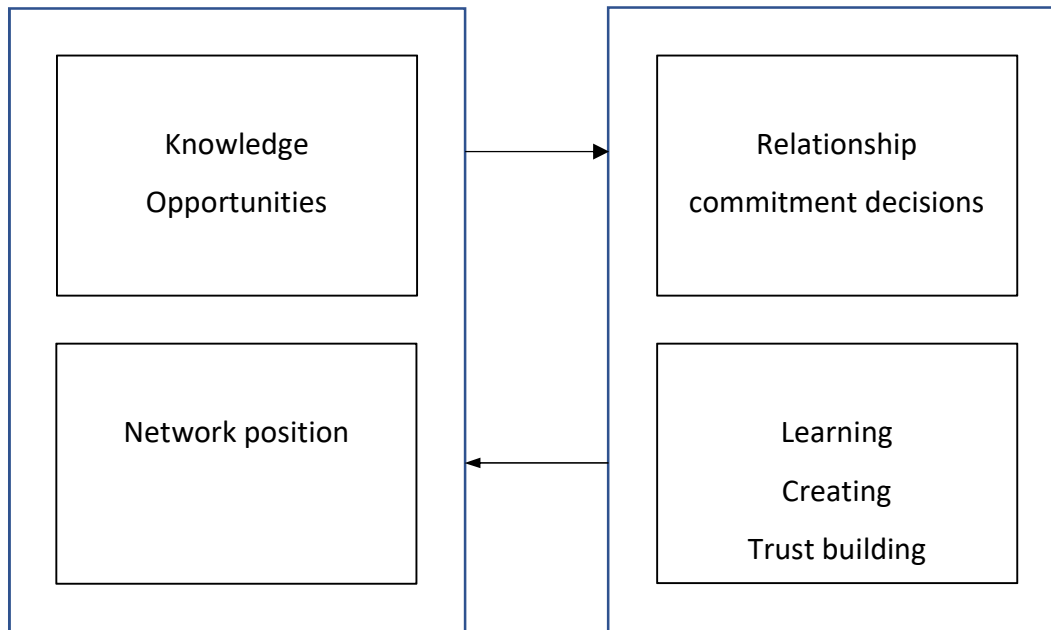 Knowledge
Opportunities
Relationship
commitment decisions
Network position
Learning
Creating
Trust building